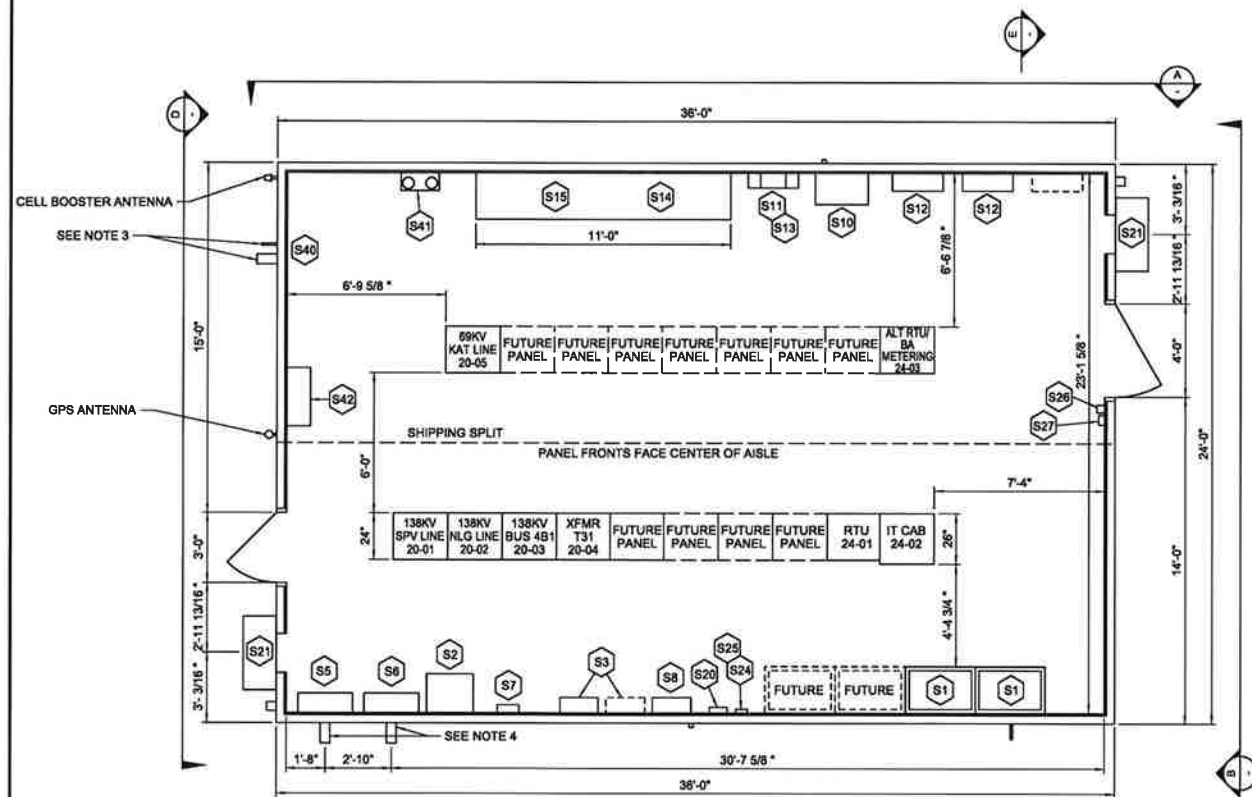 E
-
A
-
D
-
36'-0"
CELL BOOSTER ANTENNA
SEE NOTE 3
S40
S41
S15
S14
11'-0"
S11
S13
S10
S12
S12
S21
3'- 3/16 "
2'-11 13/16 "
6'-6 7/8 "
6'-9 5/8 "
15'-0"
69KV
KAT LINE
20-05
FUTURE
PANEL
FUTURE
PANEL
FUTURE
PANEL
FUTURE
PANEL
FUTURE
PANEL
FUTURE
PANEL
FUTURE
PANEL
ALT RTU/
BA
METERING
24-03
4'-0"
23'-1 5/8 "
S42
S26
S27
GPS ANTENNA
SHIPPING SPLIT
PANEL FRONTS FACE CENTER OF AISLE
6'-0"
7'-4"
24'-0"
24"
138KV
SPV LINE
20-01
138KV
NLG LINE
20-02
138KV
BUS 4B1
20-03
XFMR
T31
20-04
FUTURE
PANEL
FUTURE
PANEL
FUTURE
PANEL
FUTURE
PANEL
RTU
24-01
IT CAB
24-02
26"
3'-0"
14'-0"
4'-4 3/4 "
2'-11 13/16 "
3'- 3/16 "
S21
S5
S6
S2
S7
S3
S8
S20
S25
S24
FUTURE
FUTURE
S1
S1
SEE NOTE 4
1'-8"
2'-10"
30'-7 5/8 "
36'-0"
B
-